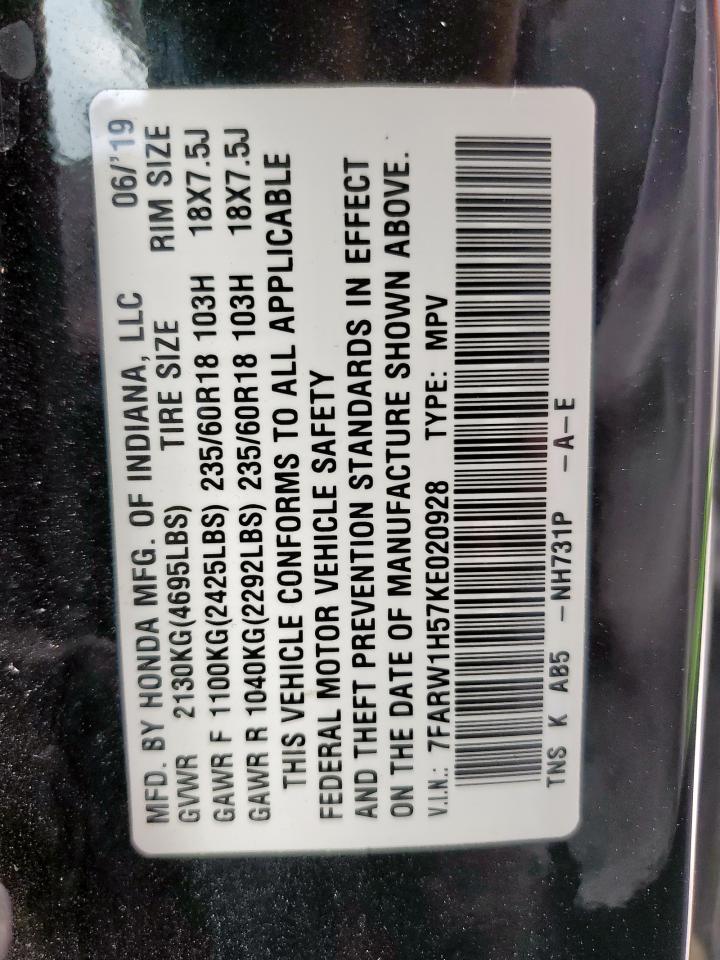 MFD. BY HONDA MFG. OF INDIANA, LLC 06/'19
GVWR 2130KG(4695LBS) TIRE SIZE RIM SIZE
GAWR F 1100KG(2425LBS) 235/60R18 103H 18X7.5J
GAWR R 1040KG(2292LBS) 235/60R18 103H 18X7.5J
THIS VEHICLE CONFORMS TO ALL APPLICABLE
FEDERAL MOTOR VEHICLE SAFETY
AND THEFT PREVENTION STANDARDS IN EFFECT
ON THE DATE OF MANUFACTURE SHOWN ABOVE.
V.I.N.: 7FARW1H57KE020928 TYPE: MPV
TNS K AB5 -NH731P -A-E